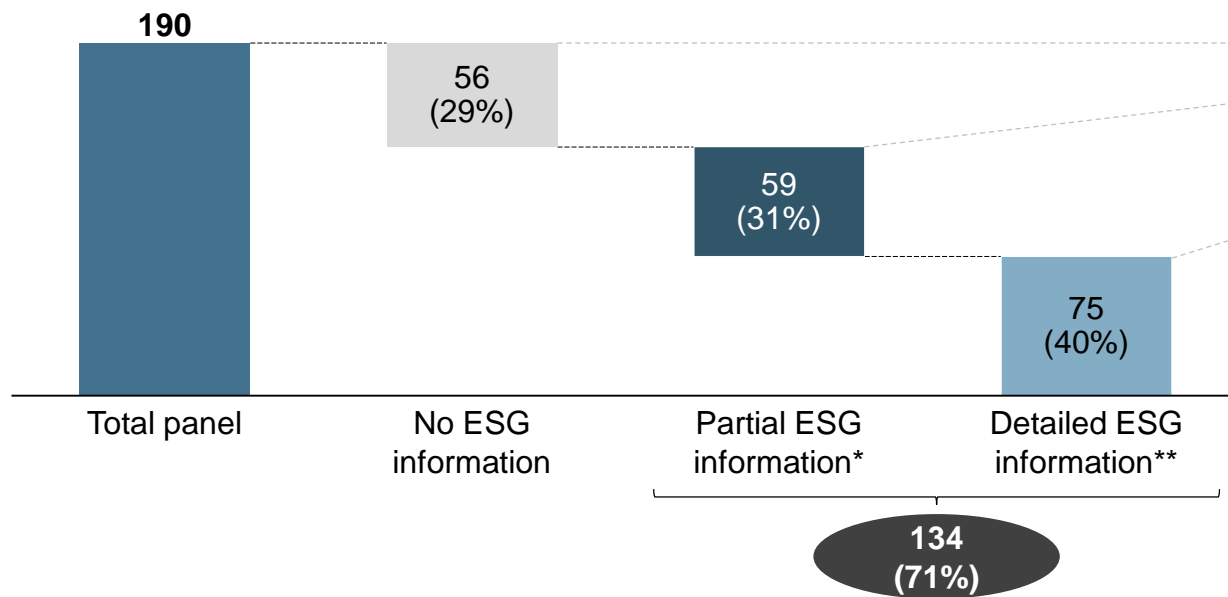 190
56
(29%)
59
(31%)
75
(40%)
Total panel
No ESG
information
Partial ESG
information*
Detailed ESG
information**
134
(71%)